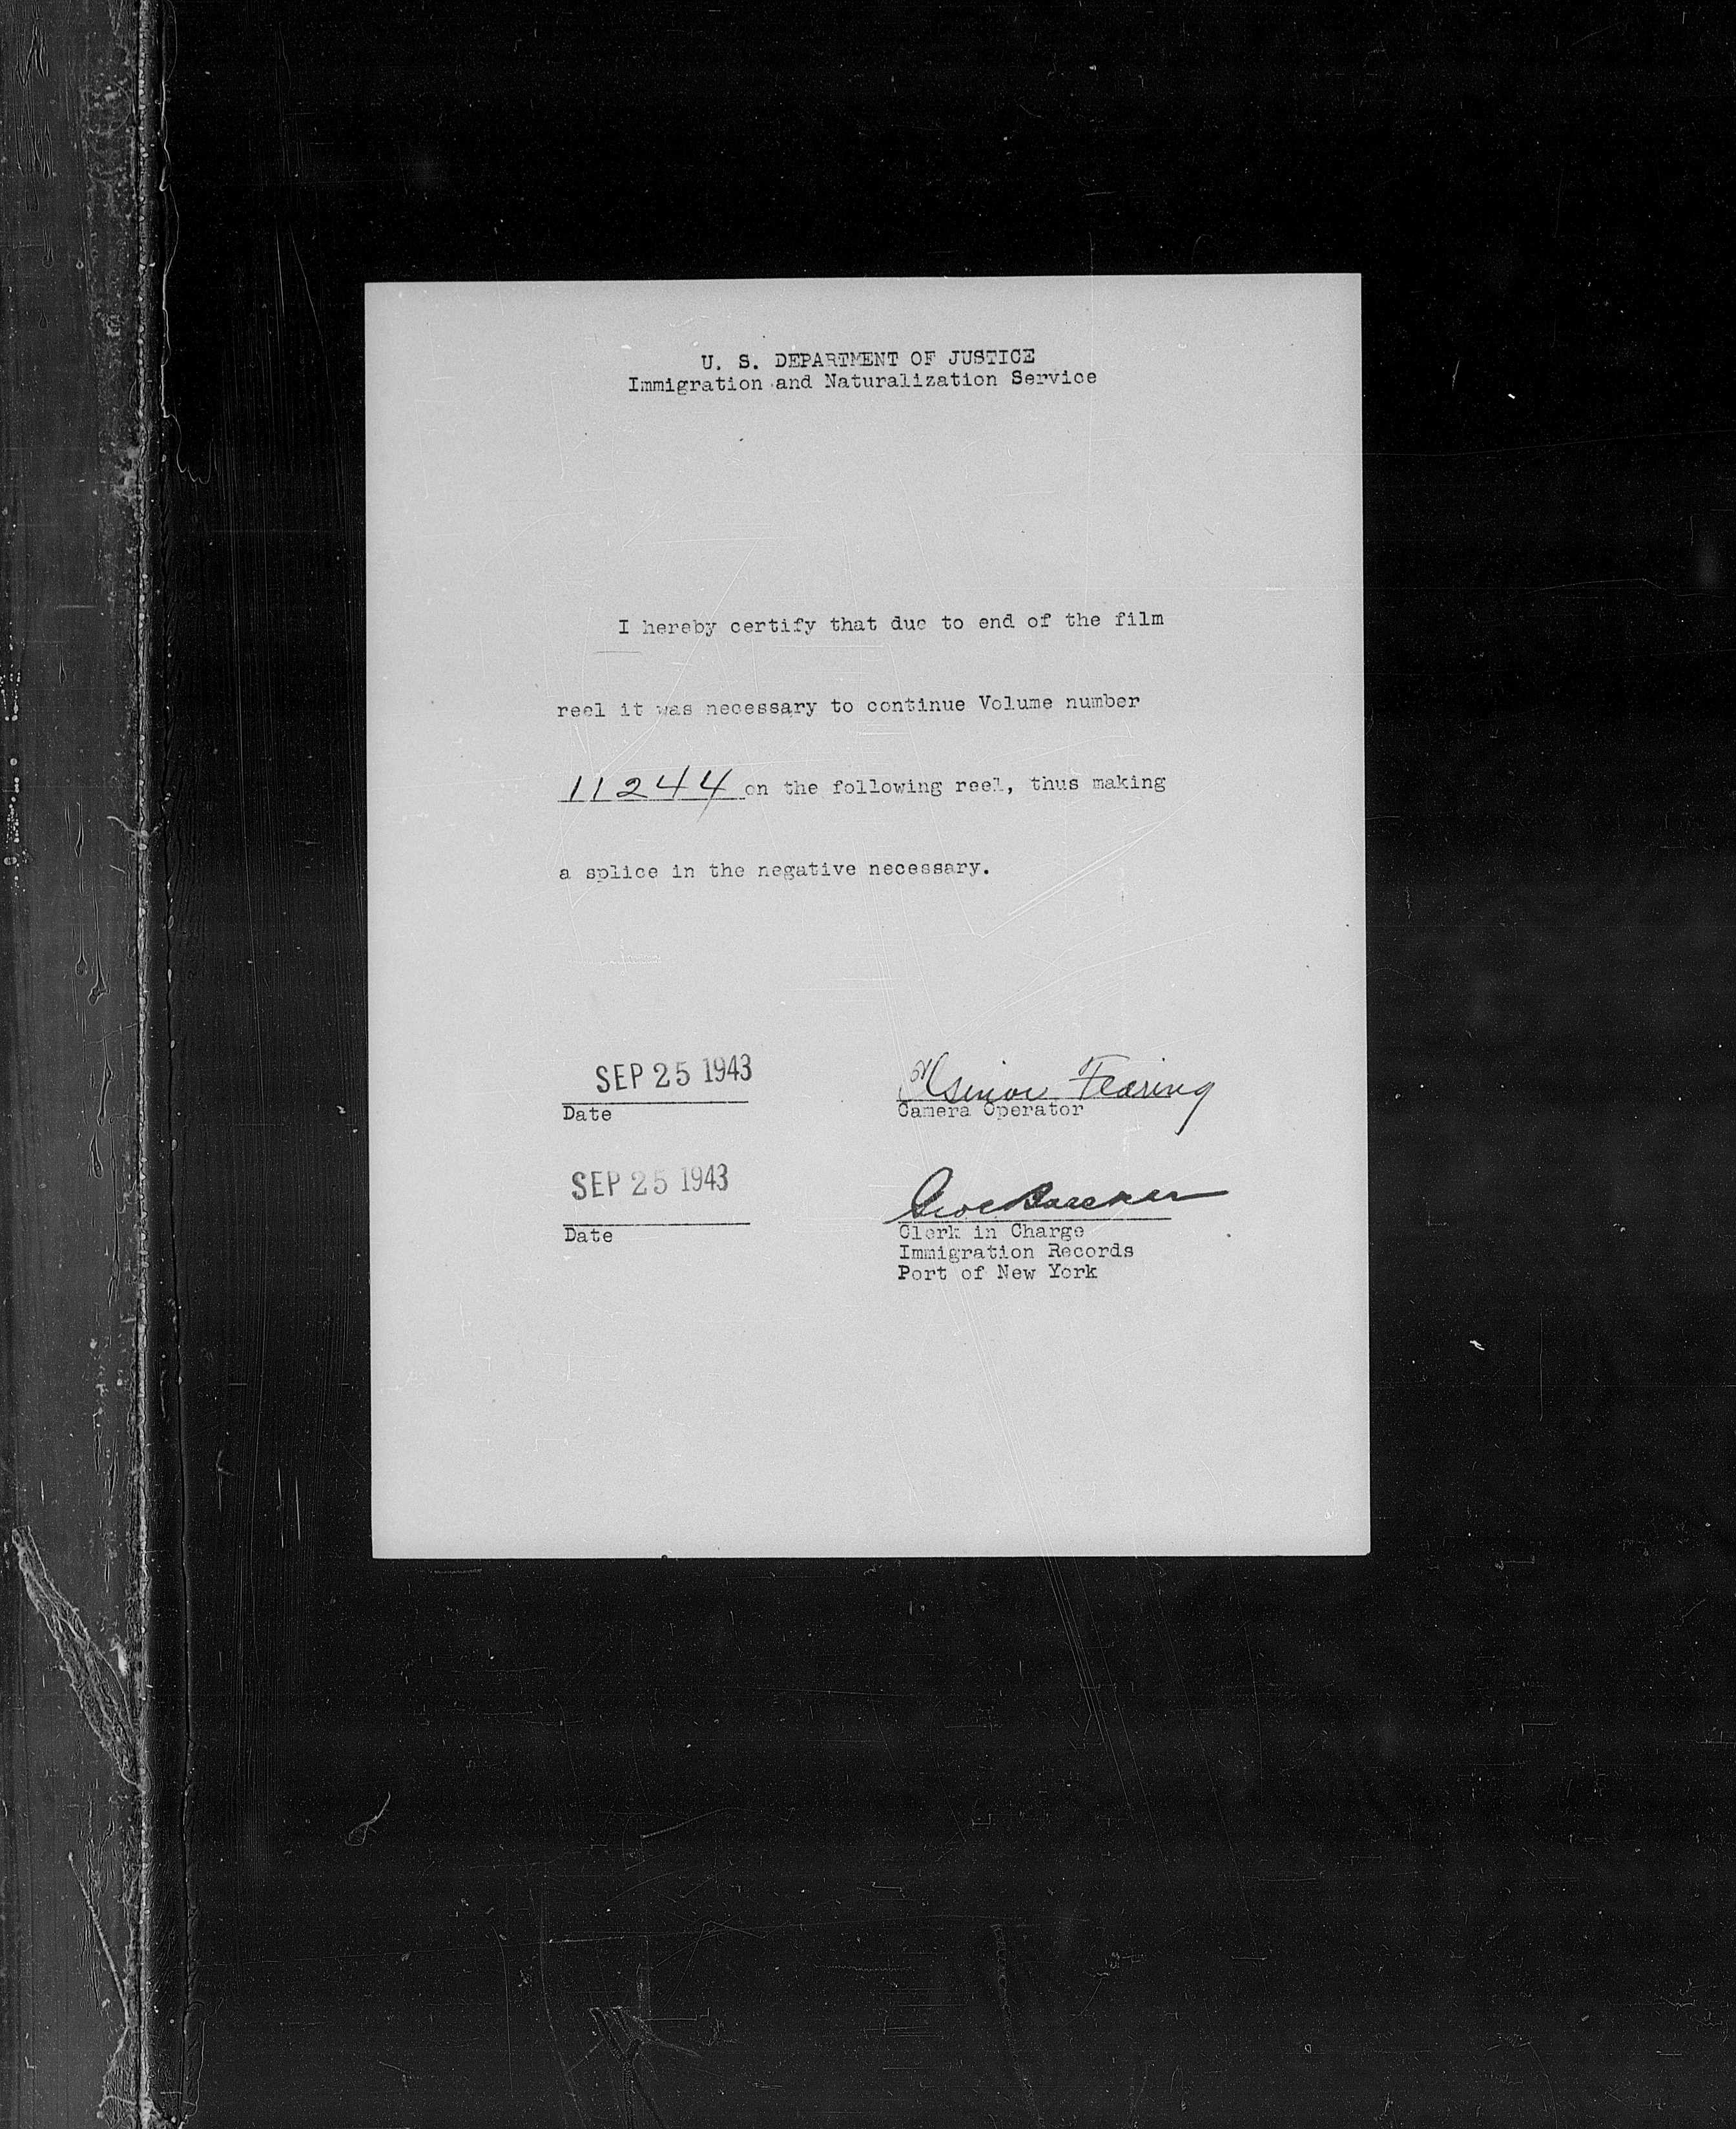 U. S. DEPARTMENT OF JUSTICE
Immigration and Naturalization Service
I hereby certify that due to end of the film
reel it was necessary to continue Volume number
11244 on the following reel, thus making
a splice in the negative necessary.
SEP 25 1943
Date
Fearing
Camera Operator
SEP 25 1943
Date
Clerk in Charge
Immigration Records
Port of New York